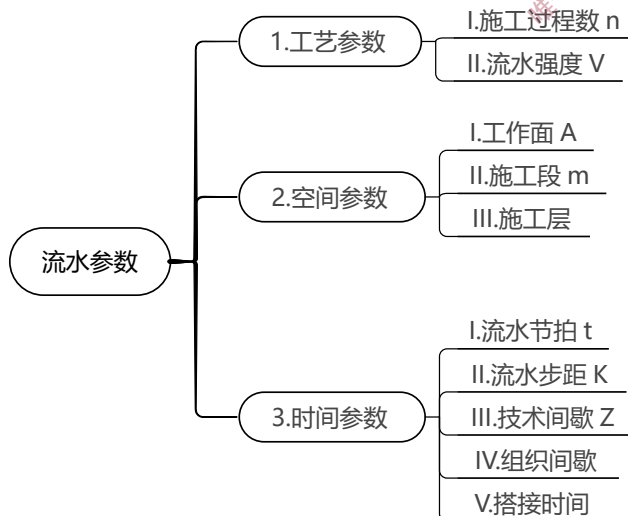 流水参数
1.工艺参数
I.施工过程数 n
II.流水强度 V
2.空间参数
I.工作面 A
II.施工段 m
III.施工层
3.时间参数
I.流水节拍 t
II.流水步距 K
III.技术间歇 Z
IV.组织间歇
V.搭接时间